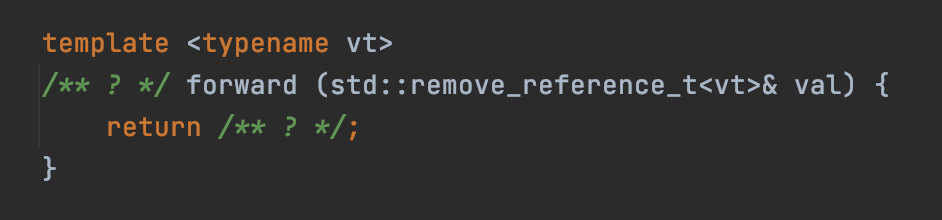 template <typename vt>
/** ? */ forward (std::remove_reference_t<vt>& val) {
    return /** ? */;
}